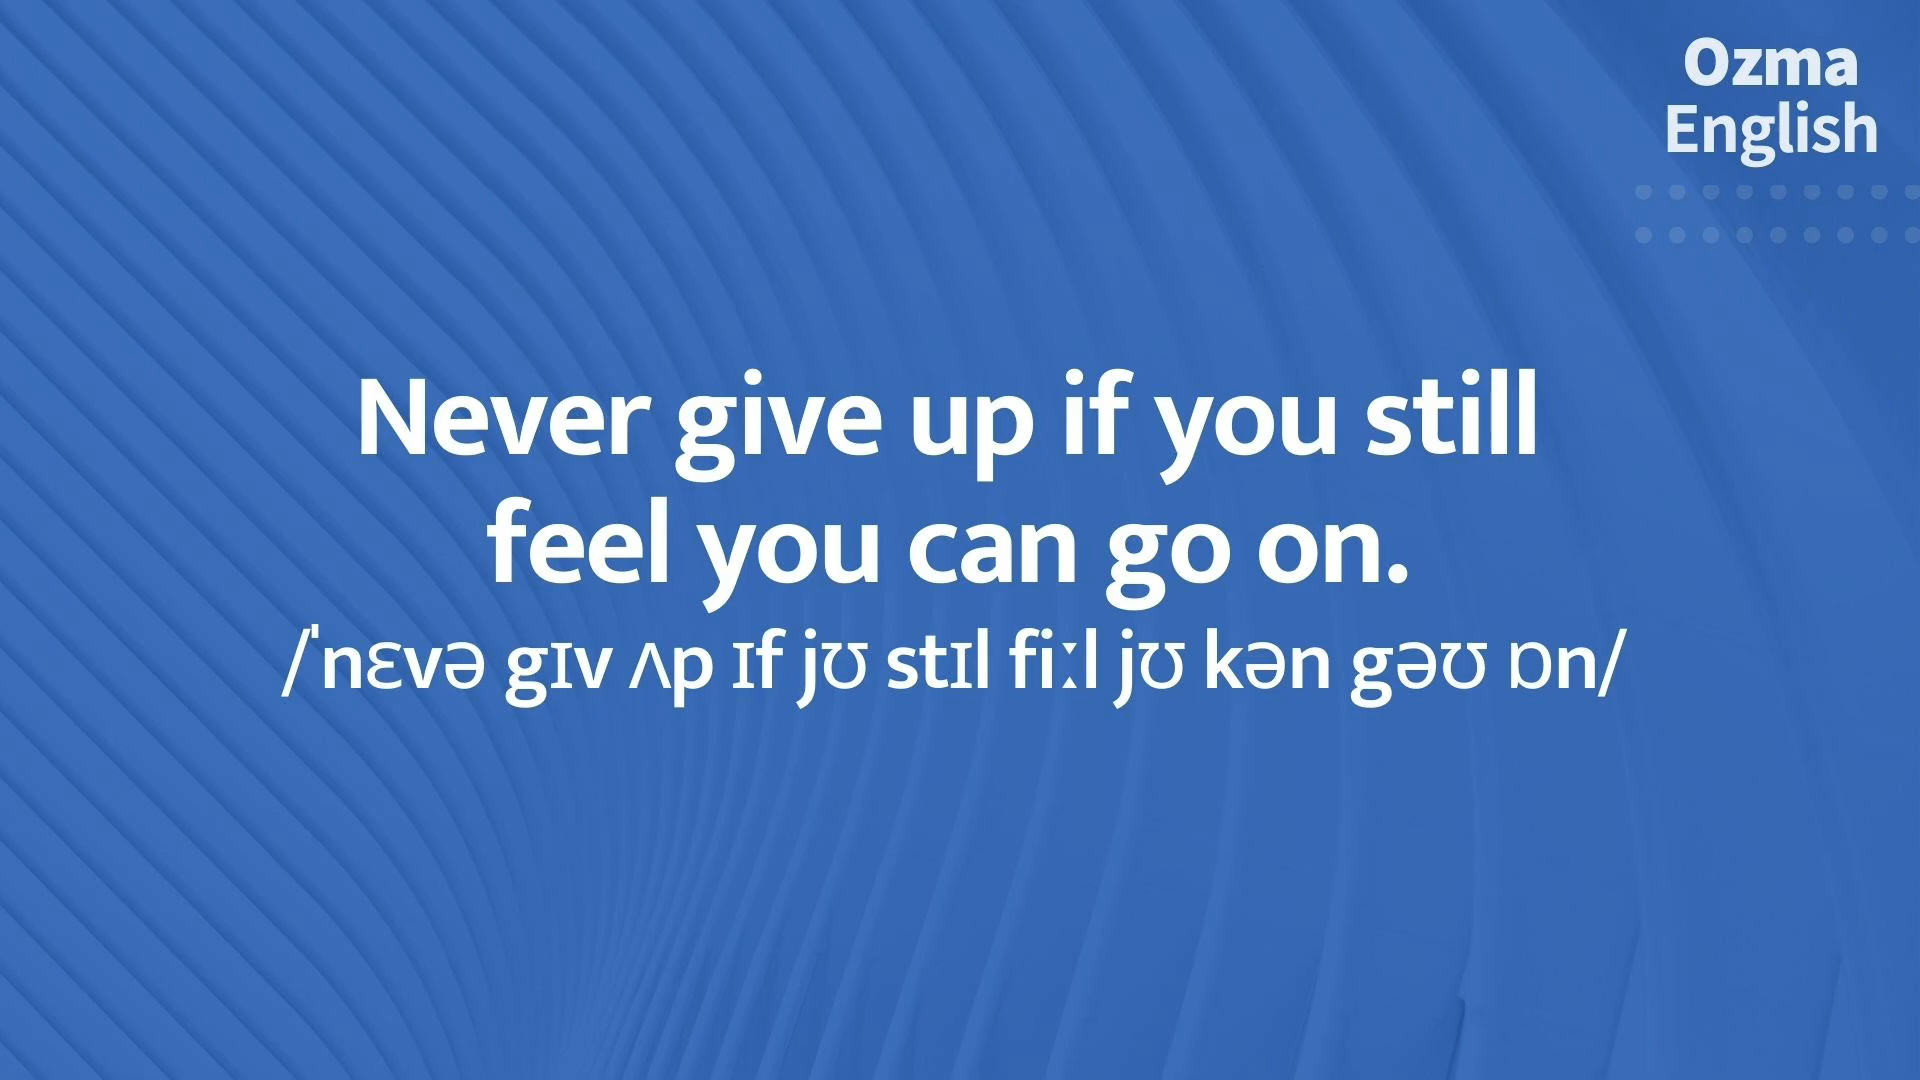 Ozma
English
Never give up if you still
feel you can go on.
/ˈnɛvə gɪv ʌp ɪf jʊ stɪl fiːl jʊ kən gəʊ ɒn/